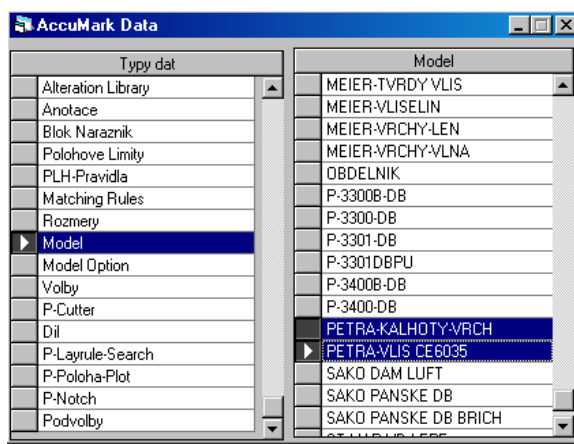 AccuMark Data
Typy dat
Alteration Library
Anotace
Blok Naraznik
Polohove Limity
PLH-Pravidla
Matching Rules
Rozmery
Model
Model Option
Volby
P-Cutter
Dil
P-Layrule-Search
P-Poloha-Plot
P-Notch
Podvolby
Model
MEIER-TVRDY VLIS
MEIER-VLISELIN
MEIER-VRCHY-LEN
MEIER-VRCHY-VLNA
OBDELNIK
P-3300B-DB
P-3300-DB
P-3301-DB
P-3301DBPU
P-3400B-DB
P-3400-DB
PETRA-KALHOTY-VRCH
PETRA-VLIS CE6035
SAKO DAM LUFT
SAKO PANSKE DB
SAKO PANSKE DB BRICH